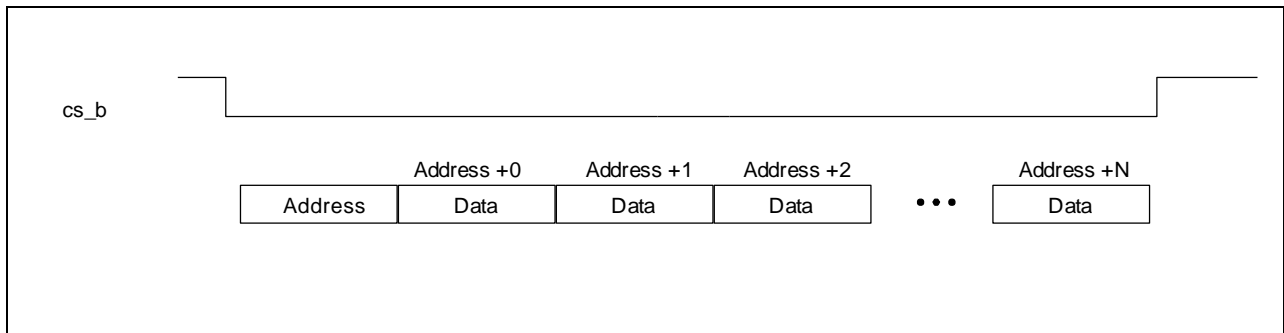 cs_b
Address +0 Address +1 Address +2 Address +N
Address Data Data Data ••• Data